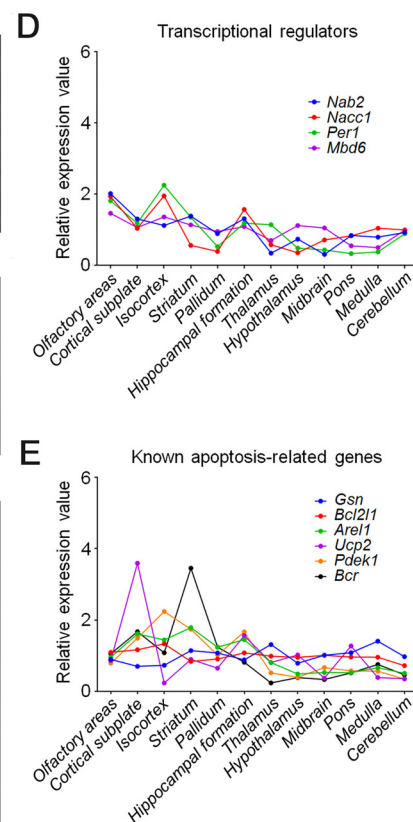 D
Transcriptional regulators
Relative expression value
6
4
2
0
Nab2
Nacc1
Per1
Mbd6
Olfactory areas
Cortical subplate
Isocortex
Striatum
Pallidum
Hippocampal formation
Thalamus
Hypothalamus
Midbrain
Pons
Medulla
Cerebellum
E
Known apoptosis-related genes
Relative expression value
6
4
2
0
Gsn
Bcl2l1
Arel1
Ucp2
Pdek1
Bcr
Olfactory areas
Cortical subplate
Isocortex
Striatum
Pallidum
Hippocampal formation
Thalamus
Hypothalamus
Midbrain
Pons
Medulla
Cerebellum